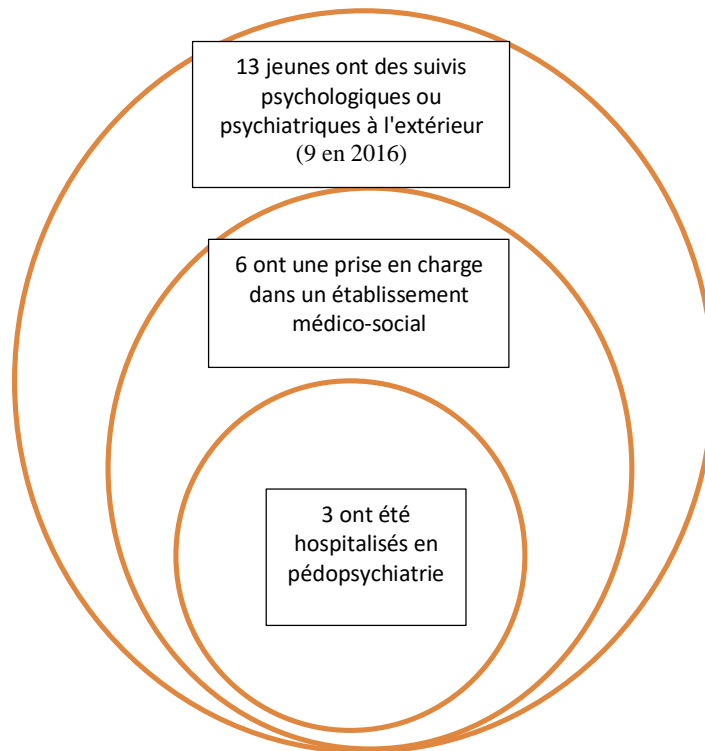 13 jeunes ont des suivis
psychologiques ou
psychiatriques à l'extérieur
(9 en 2016)
6 ont une prise en charge
dans un établissement
médico-social
3 ont été
hospitalisés en
pédopsychiatrie